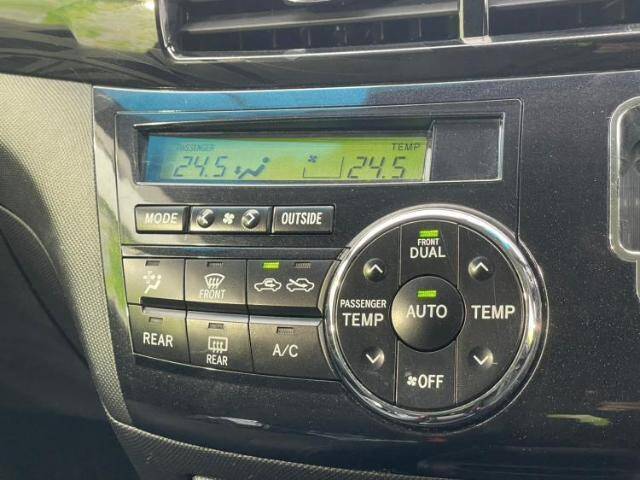 PASSENGER TEMP
24.5 24.5
MODE OUTSIDE
FRONT
DUAL
FRONT
PASSENGER
TEMP
AUTO
TEMP
REAR
REAR
A/C
OFF